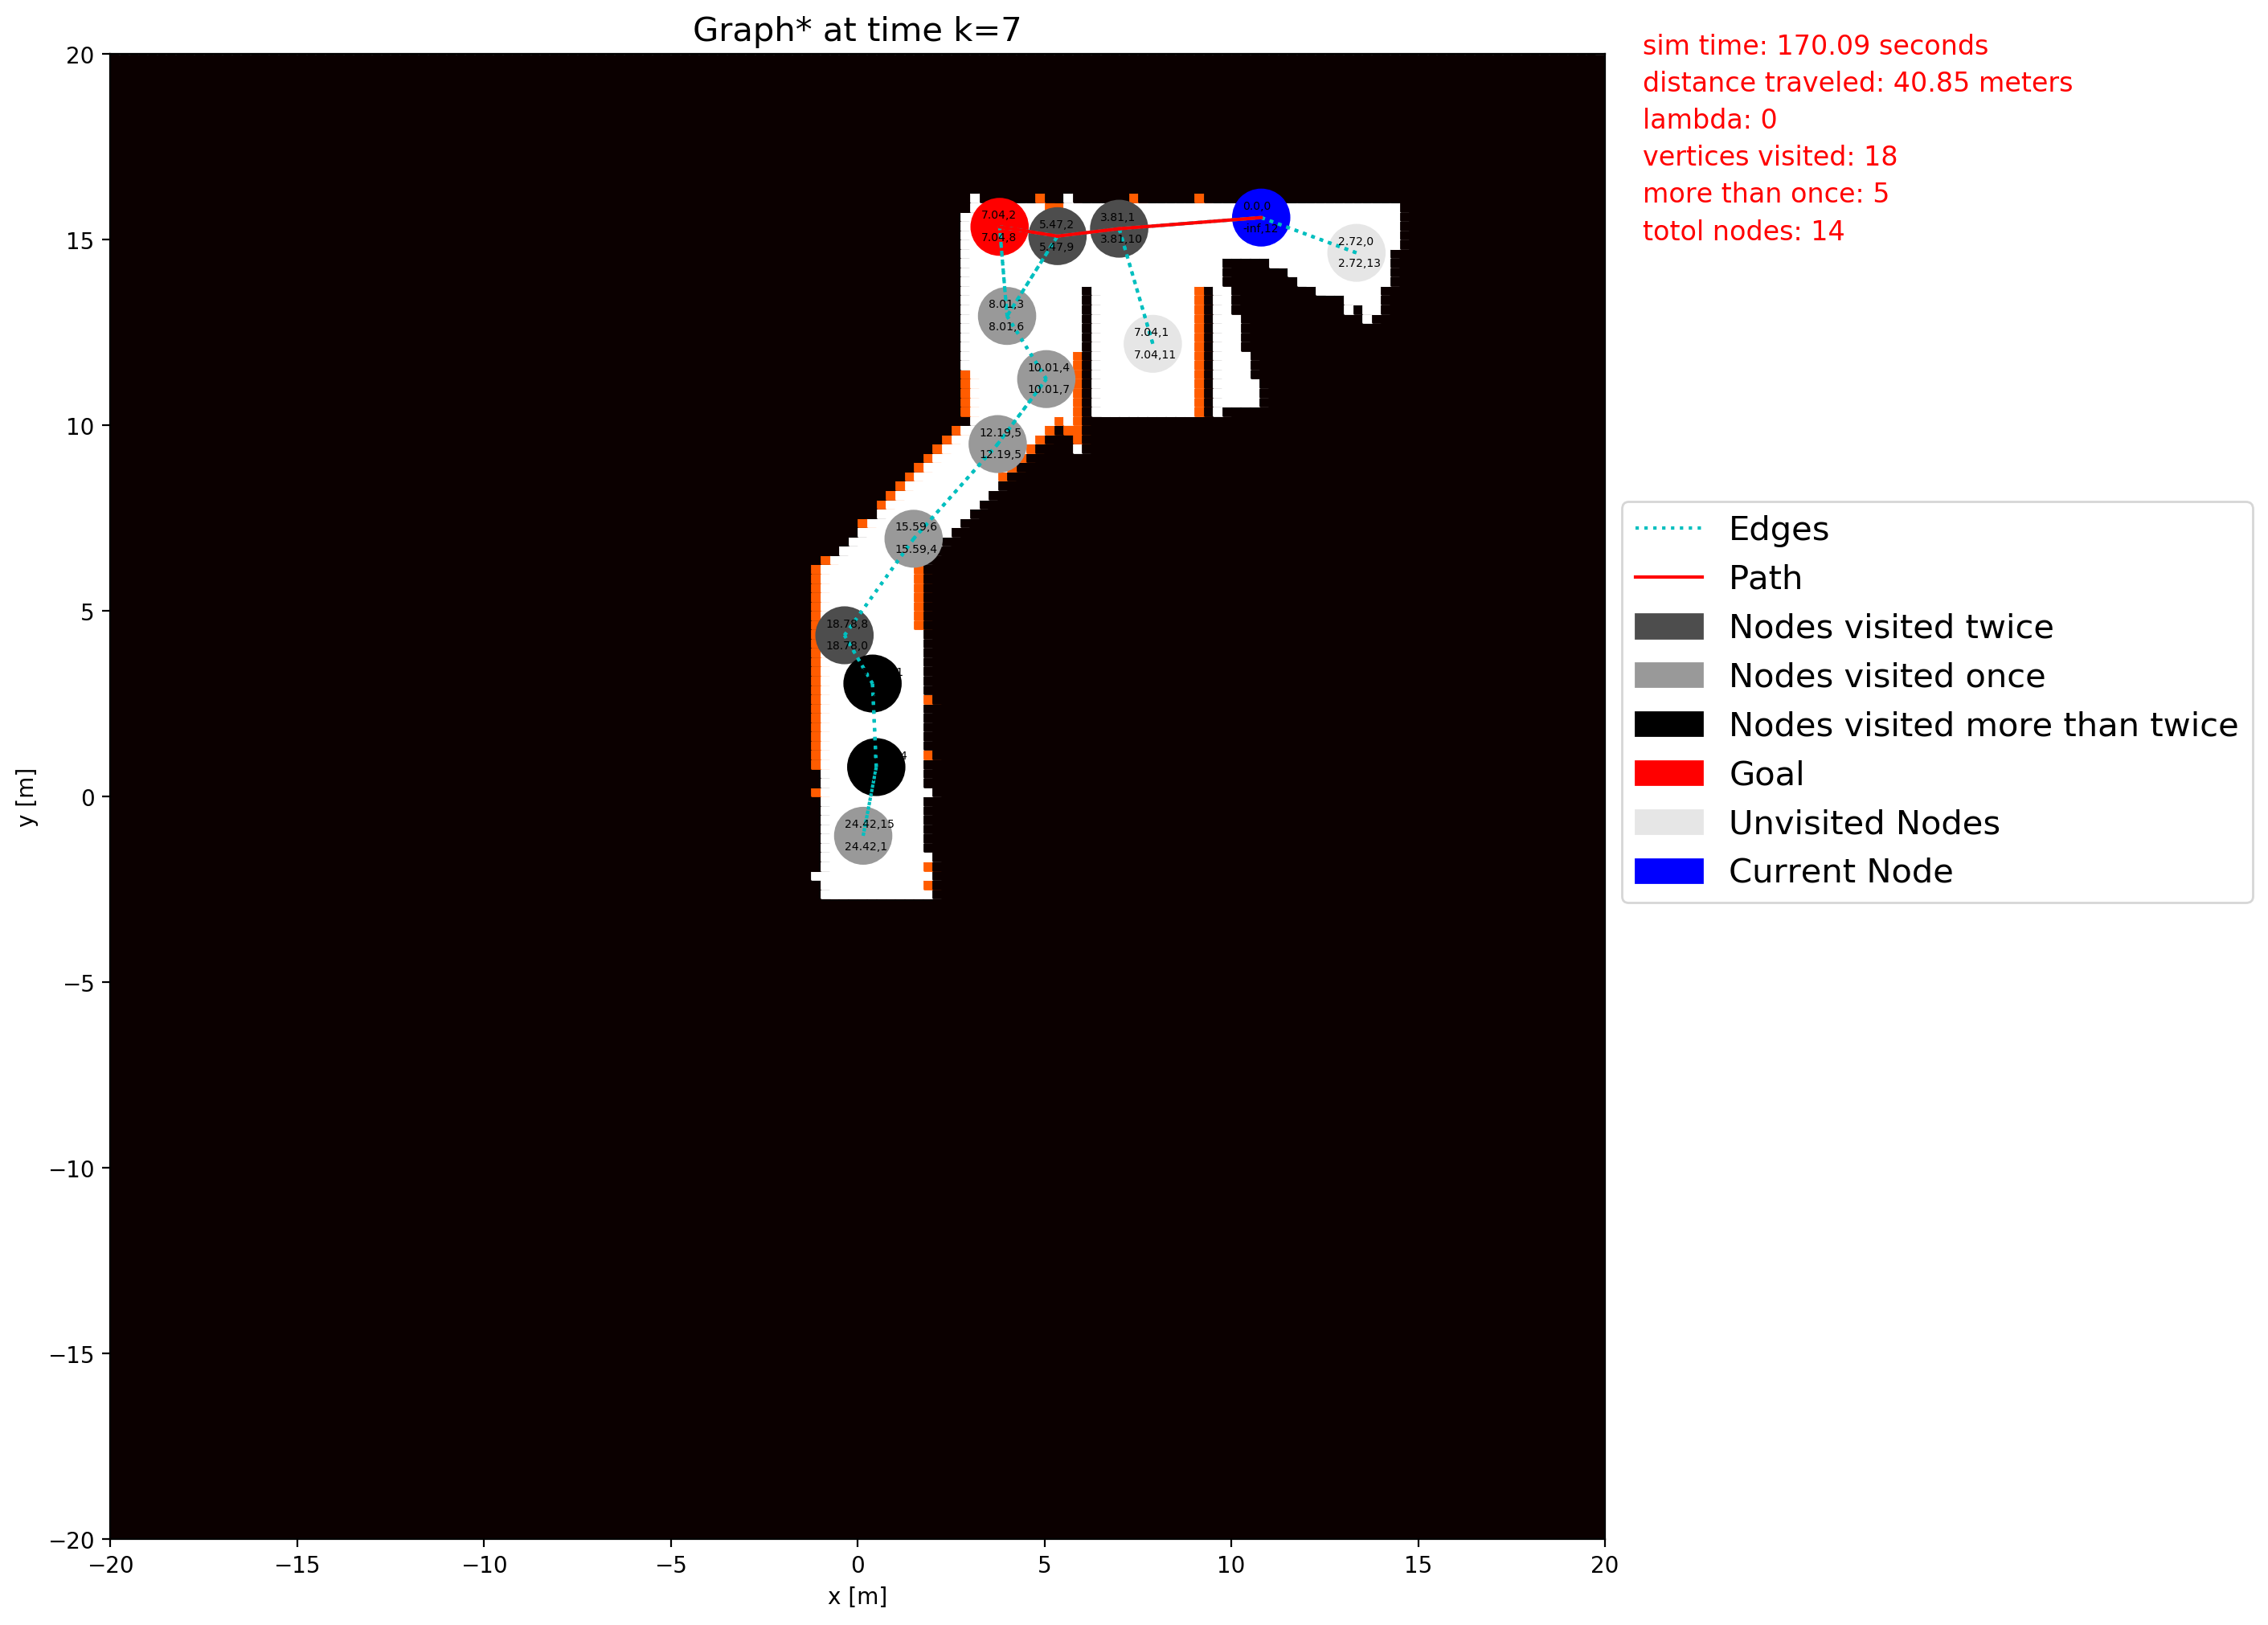 Graph* at time k=7
sim time: 170.09 seconds
distance traveled: 40.85 meters
lambda: 0
vertices visited: 18
more than once: 5
totol nodes: 14
20
15
10
5
0
−5
−10
−15
−20
y [m]
−20
−15
−10
−5
0
5
10
15
20
x [m]
7.04,2
7.04,8
5.47,2
5.47,9
3.81,1
3.81,10
0.0,0
2.72,0
2.72,13
8.01,3
8.01,6
7.04,1
7.04,11
10.01,4
10.01,7
12.19,5
12.19,5
15.59,6
15.59,4
18.78,8
18.78,0
24.42,15
24.42,1
Edges
Path
Nodes visited twice
Nodes visited once
Nodes visited more than twice
Goal
Unvisited Nodes
Current Node